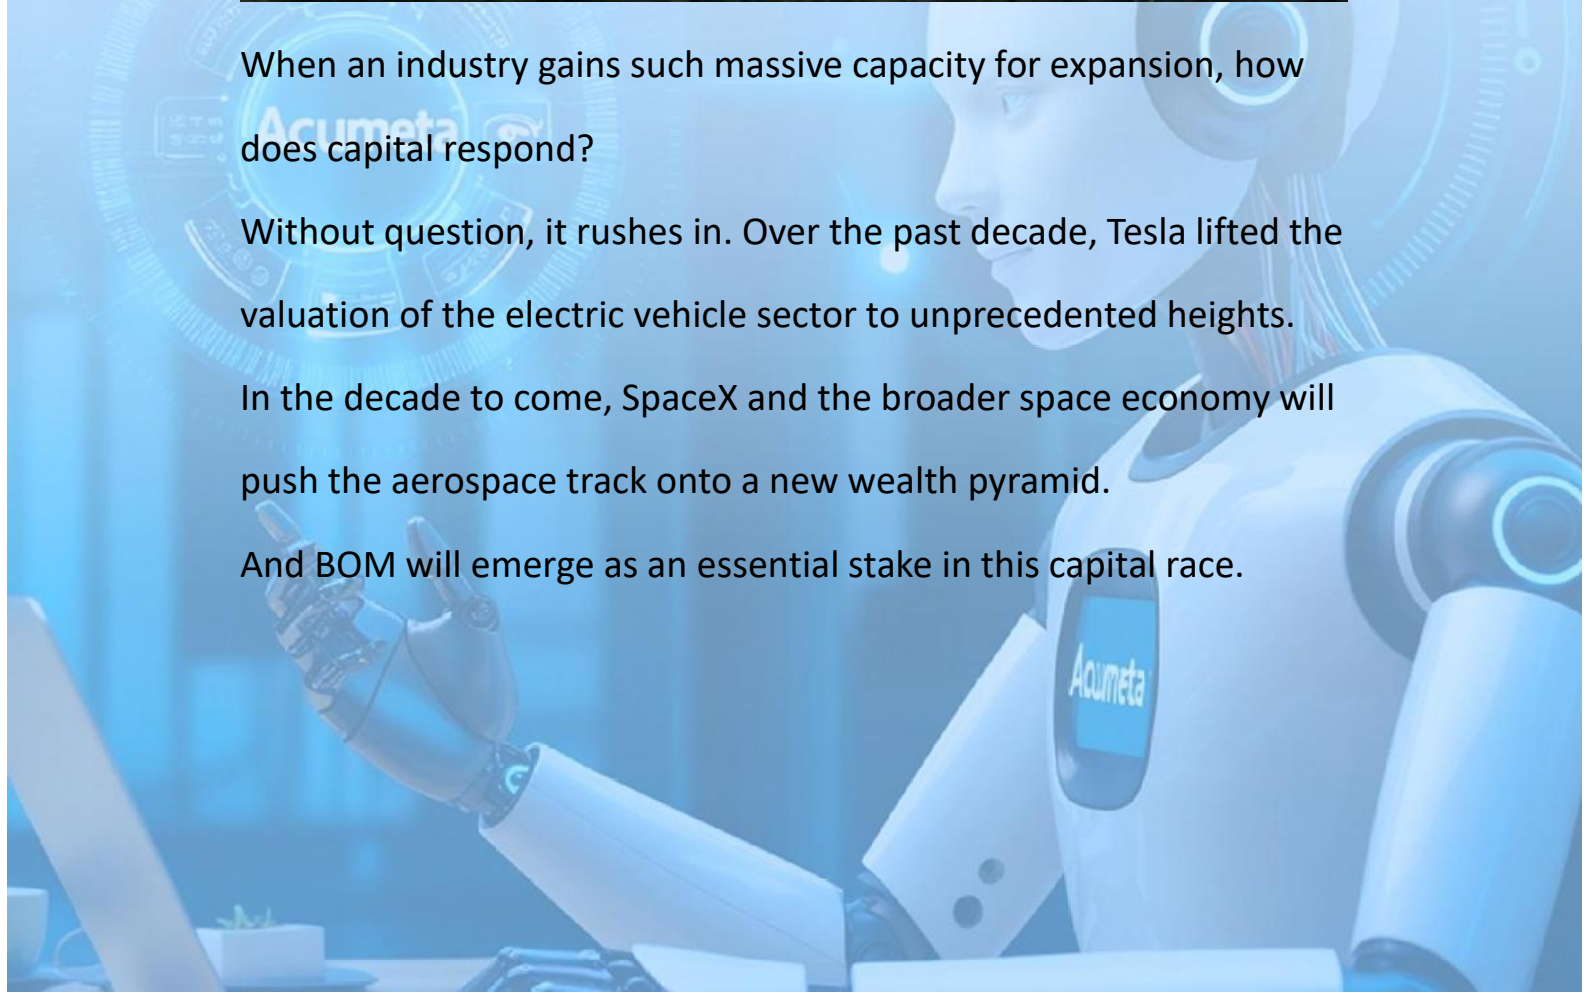 When an industry gains such massive capacity for expansion, how
does capital respond?
Acumeta
Without question, it rushes in. Over the past decade, Tesla lifted the
valuation of the electric vehicle sector to unprecedented heights.
In the decade to come, SpaceX and the broader space economy will
push the aerospace track onto a new wealth pyramid.
And BOM will emerge as an essential stake in this capital race.
Acumeta